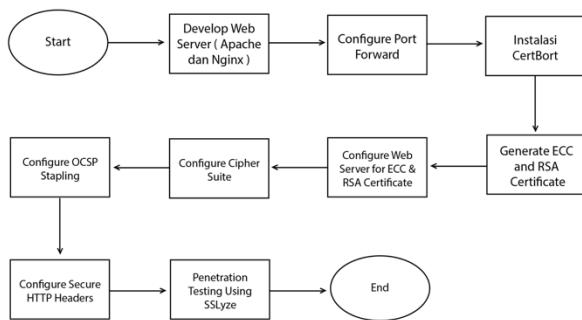 Start
Develop Web
Server ( Apache
dan Nginx )
Configure Port
Forward
Instalasi
CertBort
Generate ECC
and RSA
Certificate
Configure Web
Server for ECC &
RSA Certificate
Configure Cipher
Suite
Configure OCSP
Stapling
Configure Secure
HTTP Headers
Penetration
Testing Using
SSLyze
End